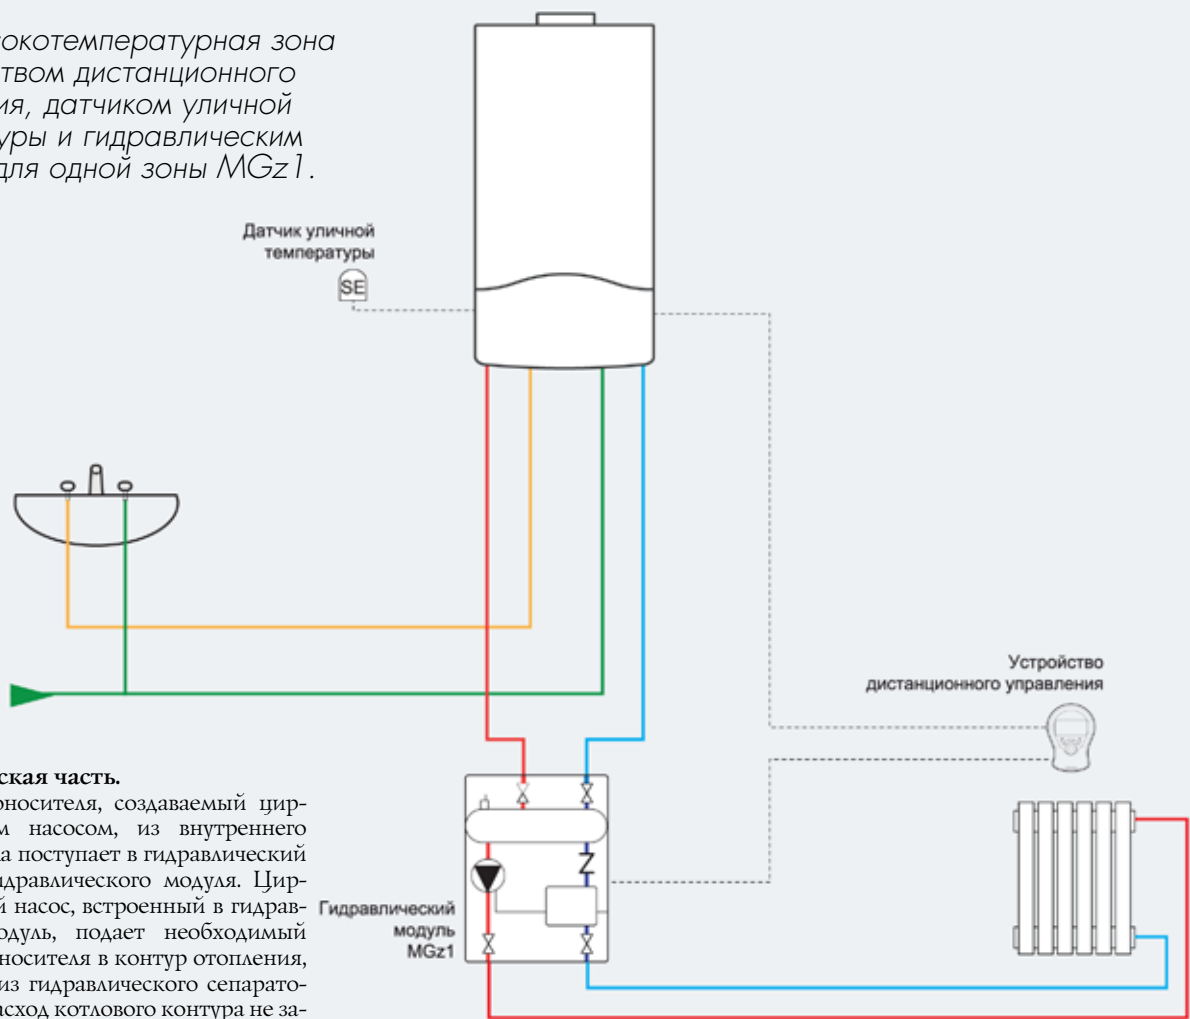 окотемпературная зона
твом дистанционного
ия, датчиком уличной
уры и гидравлическим
для одной зоны MGz1.
Датчик уличной
температуры
SE
Устройство
дистанционного управления
ская часть.
рносителя, создаваемый цир-
м насосом, из внутреннего
ла поступает в гидравлический
идравлического модуля. Цир-
й насос, встроенный в гидрав-
одуль, подает необходимый
носителя в контур отопления,
из гидравлического сепарато-
асход котлового контура не за-
Гидравлический
модуль
MGz1